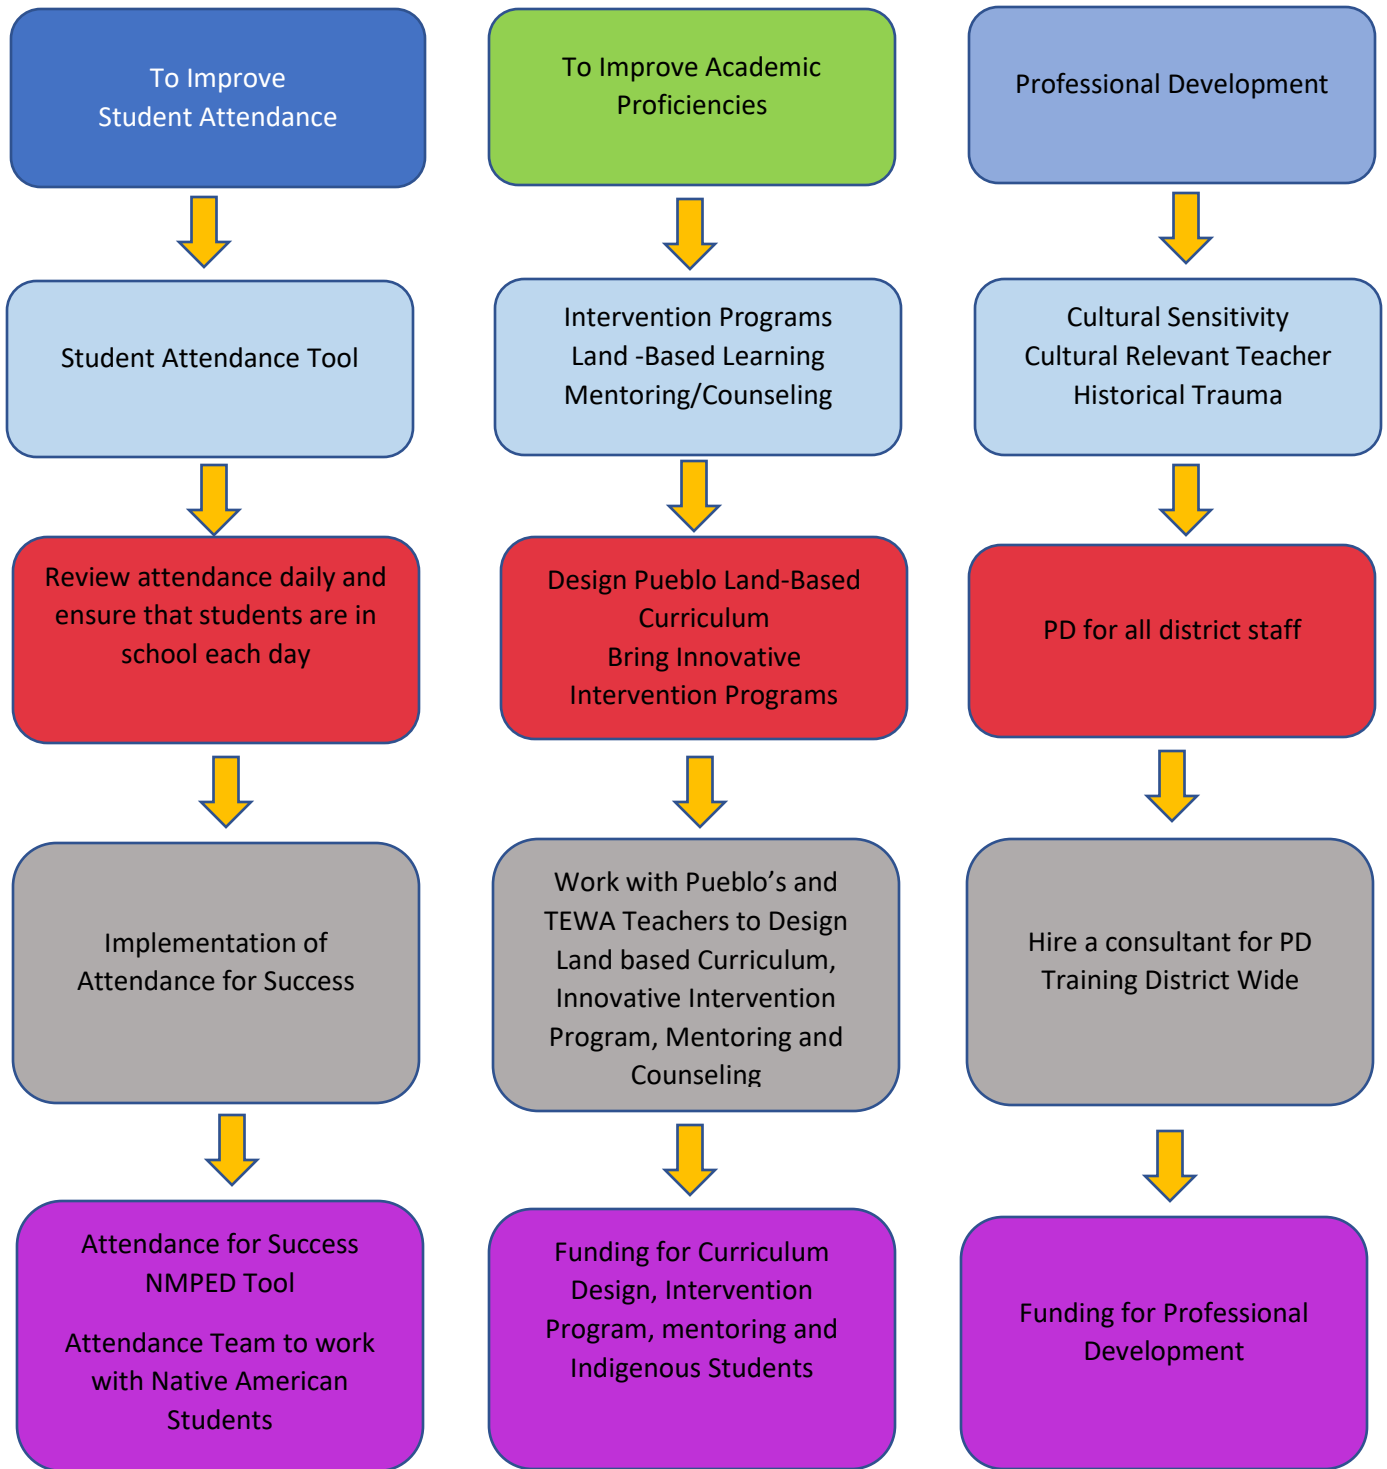 To Improve
Student Attendance
To Improve Academic
Proficiencies
Professional Development
Student Attendance Tool
Intervention Programs
Land -Based Learning
Mentoring/Counseling
Cultural Sensitivity
Cultural Relevant Teacher
Historical Trauma
Review attendance daily and
ensure that students are in
school each day
Design Pueblo Land-Based
Curriculum
Bring Innovative
Intervention Programs
PD for all district staff
Implementation of
Attendance for Success
Work with Pueblo’s and
TEWA Teachers to Design
Land based Curriculum,
Innovative Intervention
Program, Mentoring and
Counseling
Hire a consultant for PD
Training District Wide
Attendance for Success
NMPED Tool
Attendance Team to work
with Native American
Students
Funding for Curriculum
Design, Intervention
Program, mentoring and
Indigenous Students
Funding for Professional
Development